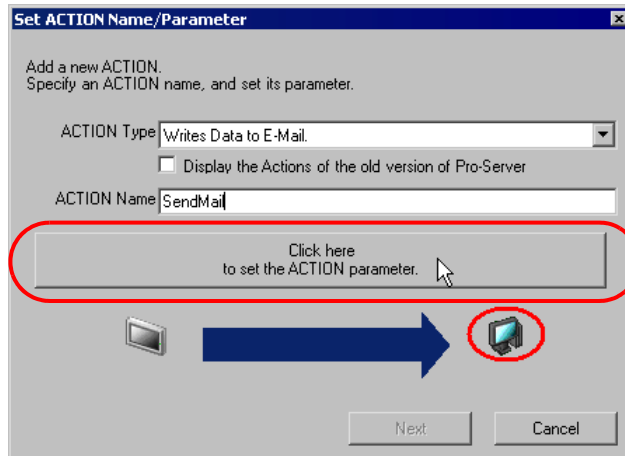 Set ACTION Name/Parameter
Add a new ACTION.
Specify an ACTION name, and set its parameter.
ACTION Type Writes Data to E-Mail.
Display the Actions of the old version of Pro-Server
ACTION Name SendMail
Click here
to set the ACTION parameter.
Next Cancel